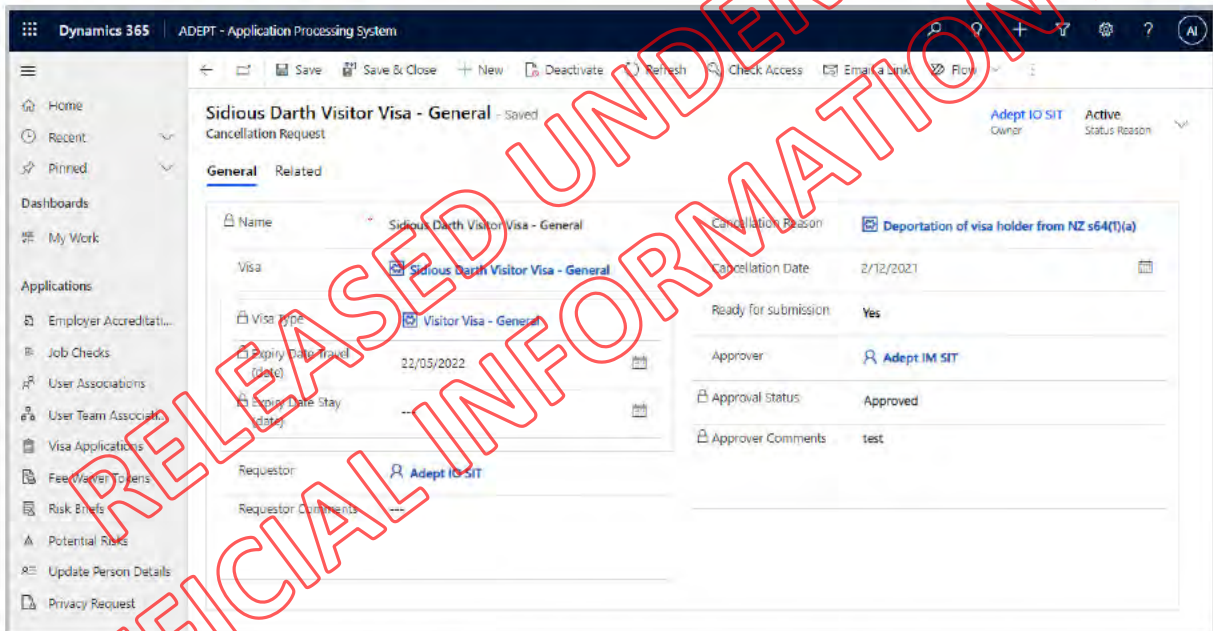 Dynamics 365 ADEPT - Application Processing System ? AI
Save Save & Close + New Deactivate Refresh Check Access Email a Link Flow
Home
Recent
Pinned
Dashboards
My Work
Applications
Employer Accreditati...
Job Checks
User Associations
User Team Associati...
Visa Applications
Fee Waiver Tokens
Risk Briefs
Potential Risks
Update Person Details
Privacy Request
Sidious Darth Visitor Visa - General - Saved
Cancellation Request
Adept IO SIT
Owner
Active
Status Reason
General Related
Name * Sidious Darth Visitor Visa - General
Visa Sidious Darth Visitor Visa - General
Visa Type Visitor Visa - General
Expiry Date Travel (date) 22/05/2022
Expiry Date Stay (date) ---
Requestor Adept IO SIT
Requestor Comments ---
Cancellation Reason Deportation of visa holder from NZ s64(1)(a)
Cancellation Date 2/12/2021
Ready for submission Yes
Approver Adept IM SIT
Approval Status Approved
Approver Comments test
RELEASED UNDER
OFFICIAL INFORMATION